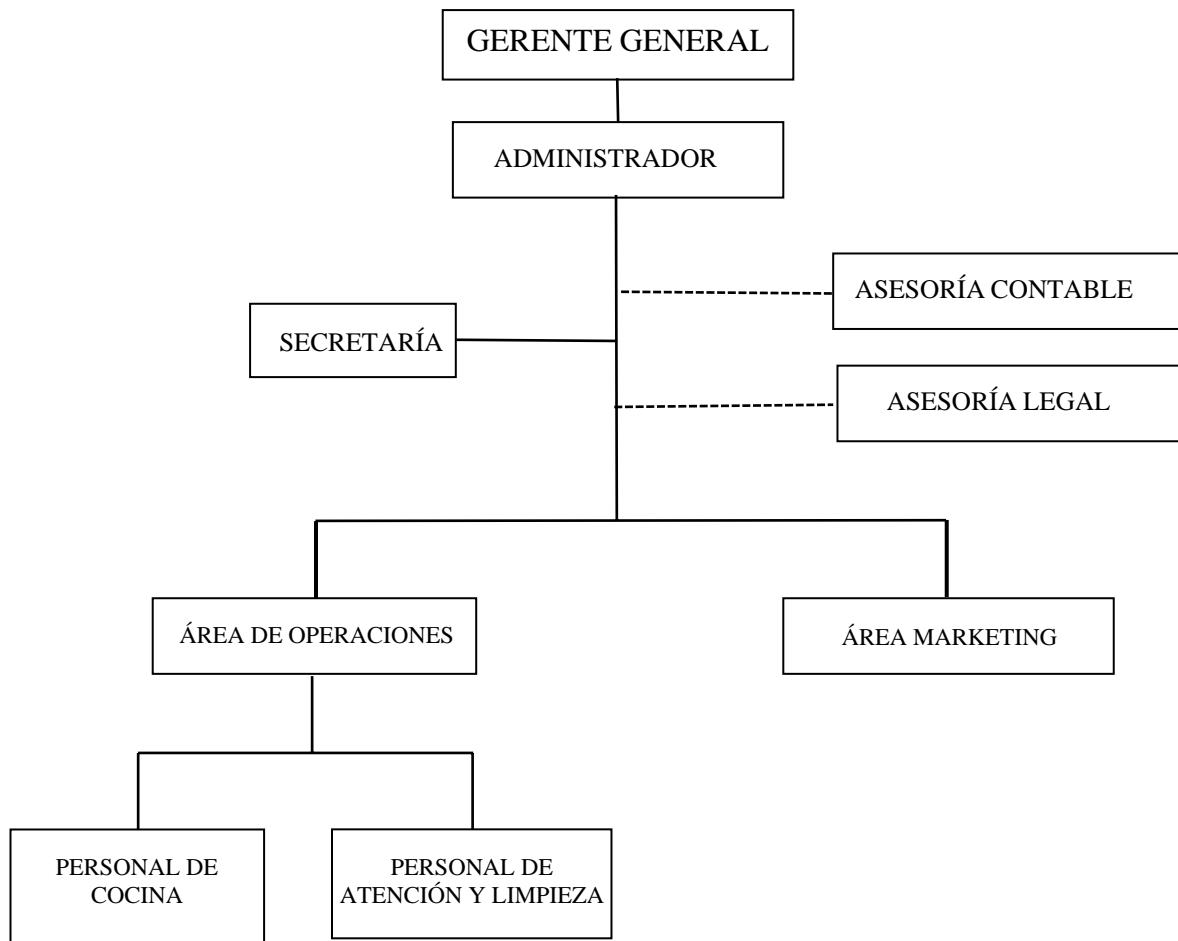 GERENTE GENERAL
ADMINISTRADOR
ASESORÍA CONTABLE
SECRETARÍA
ASESORÍA LEGAL
ÁREA DE OPERACIONES
ÁREA MARKETING
PERSONAL DE
COCINA
PERSONAL DE
ATENCIÓN Y LIMPIEZA